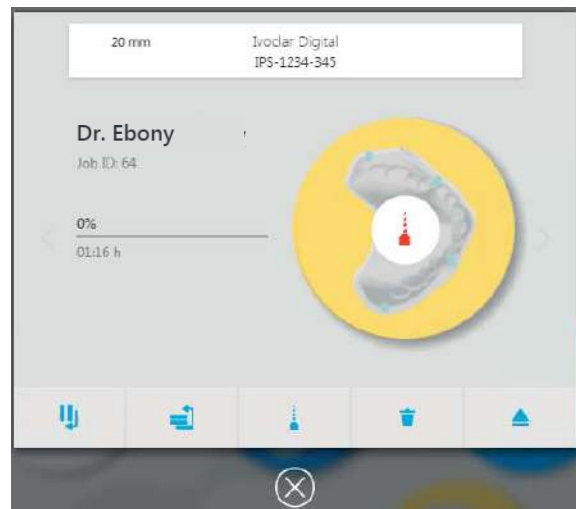 20 mm
Ivoclar Digital
IPS-1234-345
Dr. Ebony
Job ID: 64
0%
01:16 h